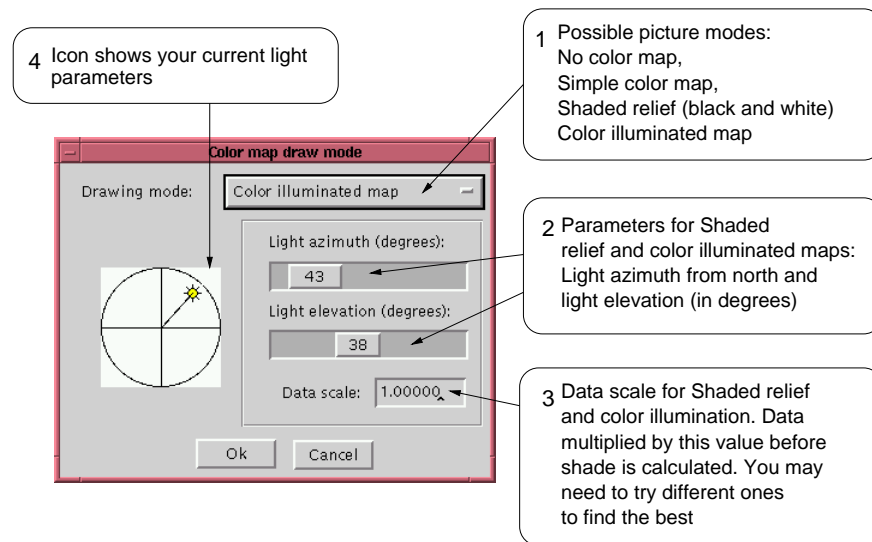 4 Icon shows your current light
parameters
1 Possible picture modes:
No color map,
Simple color map,
Shaded relief (black and white)
Color illuminated map
Color map draw mode
Drawing mode: Color illuminated map
2 Parameters for Shaded
relief and color illuminated maps:
Light azimuth from north and
light elevation (in degrees)
Light azimuth (degrees):
43
Light elevation (degrees):
38
Data scale: 1.00000
3 Data scale for Shaded relief
and color illumination. Data
multiplied by this value before
shade is calculated. You may
need to try different ones
to find the best
Ok Cancel